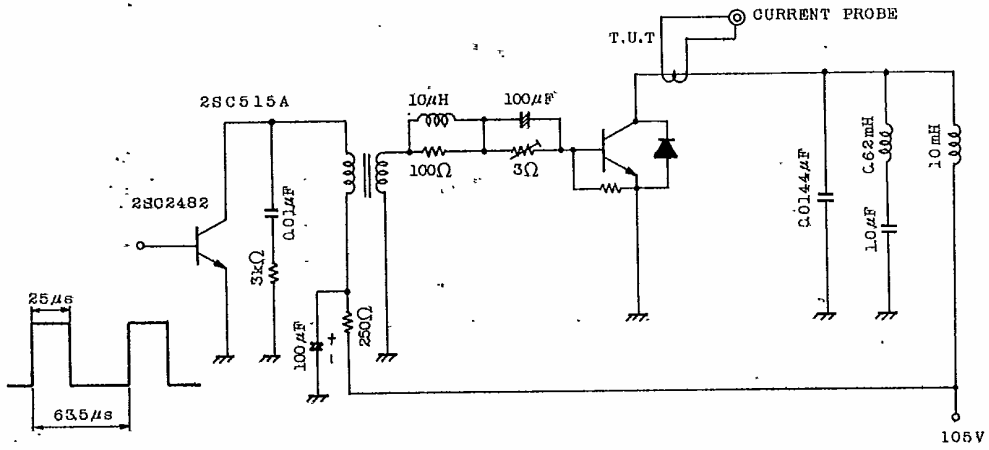 CURRENT PROBE
T.U.T
2SC515A
10μH
100μF
100Ω
3Ω
2SC2482
0.01μF
3kΩ
0.0144μF
0.62mH
10mH
1.0μF
25μs
100μF
+
-
250Ω
63.5μs
105V